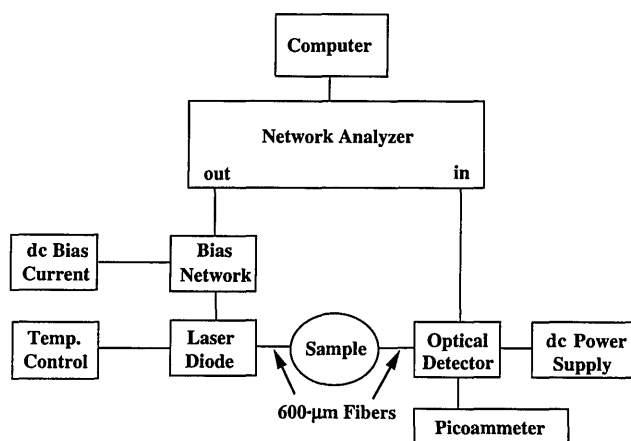 Computer
Network Analyzer
out
in
dc Bias
Current
Bias
Network
Temp.
Control
Laser
Diode
Sample
Optical
Detector
dc Power
Supply
600-μm Fibers
Picoammeter